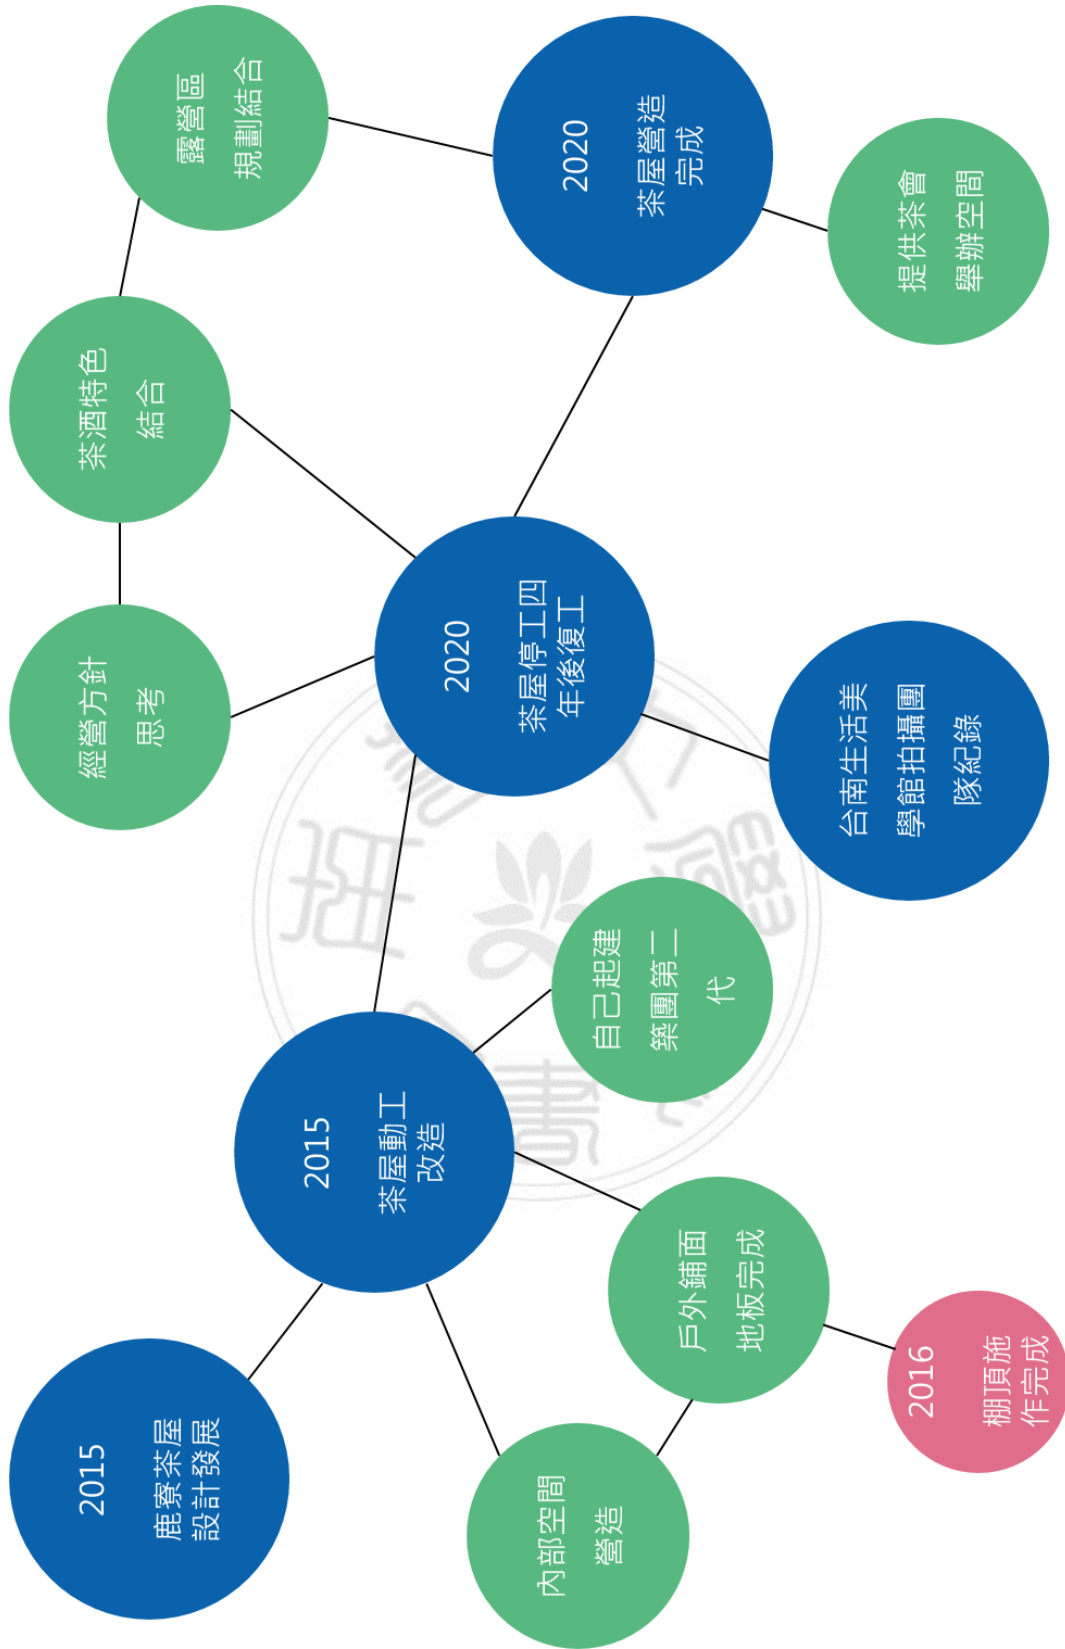 2015
鹿寮茶屋
設計發展
2015
茶屋動工
改造
內部空間
營造
戶外鋪面
地板完成
2016
棚頂施
作完成
自己起建
築團第二
代
2020
茶屋停工四
年後復工
經營方針
思考
茶酒特色
結合
露營區
規劃結合
台南生活美
學館拍攝團
隊紀錄
2020
茶屋營造
完成
提供茶會
舉辦空間